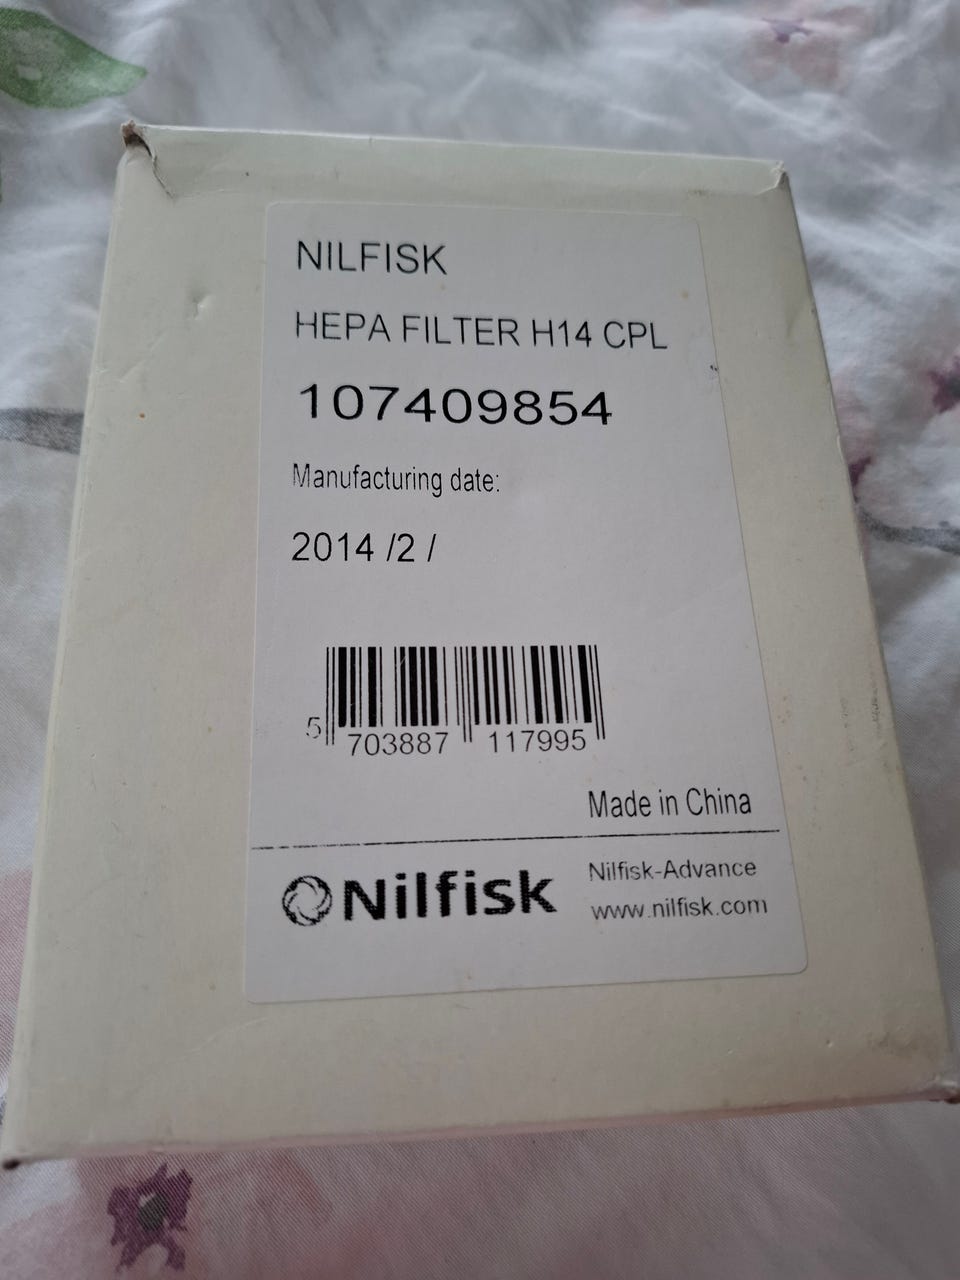 NILFISK
HEPA FILTER H14 CPL
107409854
Manufacturing date:
2014 /2 /
5 703887 117995
Made in China
Nilfisk
Nilfisk-Advance
www.nilfisk.com